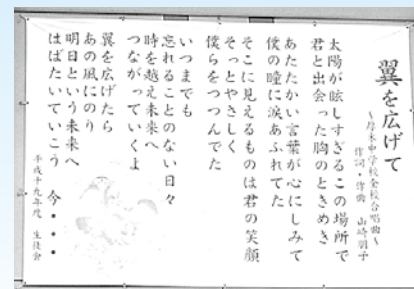 翼を広げて
～厚末中学校全校合唱曲～
作詞・作曲　山崎朋子
太陽が眩しすぎるこの場所で
君と出会った胸のときめき
あたたかい言葉が心にしみて
僕の瞳に涙あふれてた
そこに見えるものは君の笑顔
そっとやさしく
僕らをつつんでた
いつまでも
忘れることのない日々
時を越え未来へ
つながっていくよ
翼を広げたら
あの風にのり
明日という未来へ
はばたいていこう　今・・・
平成十九年度　生徒会